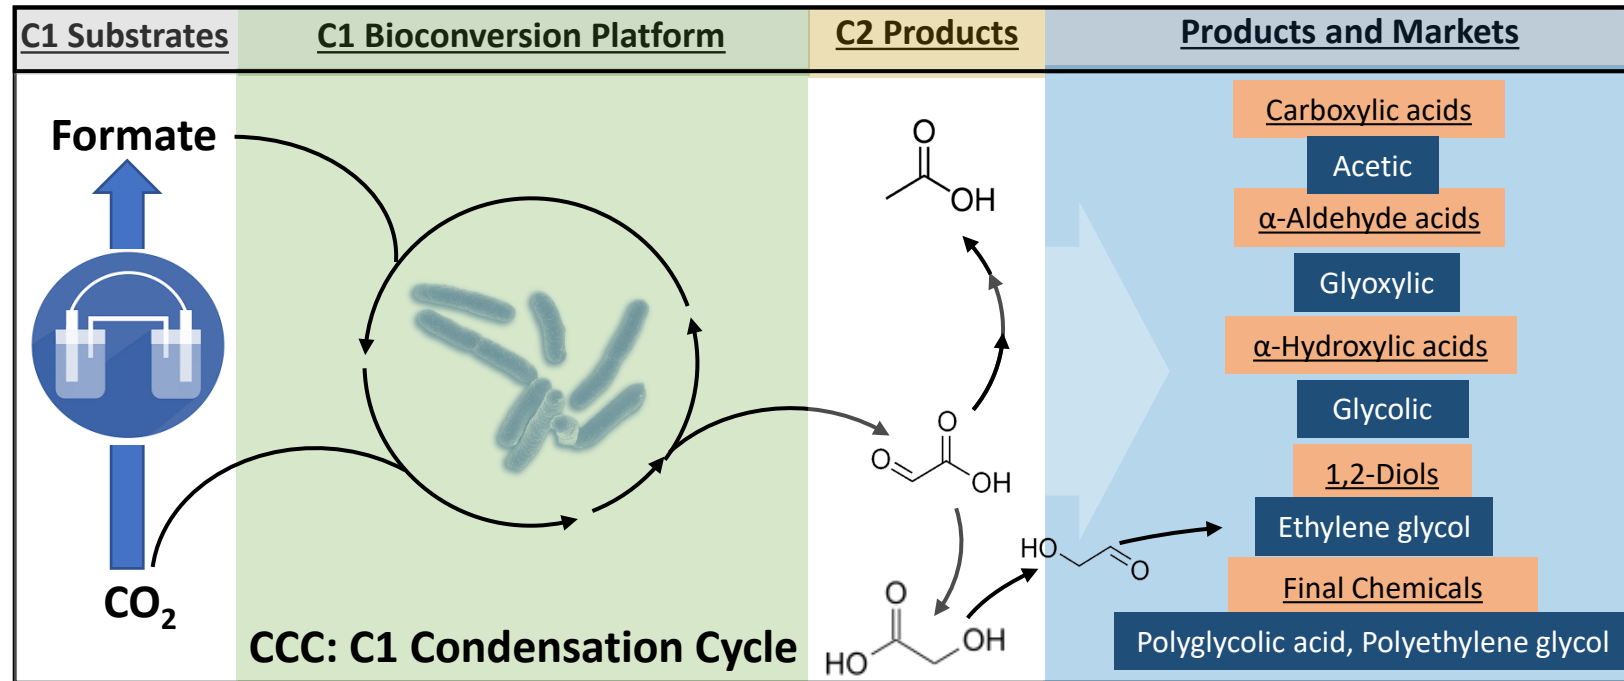 C1 Substrates
C1 Bioconversion Platform
C2 Products
Products and Markets
Formate
CO₂
CCC: C1 Condensation Cycle
O
OH
O
O
OH
O
HO
OH
HO
O
Carboxylic acids
Acetic
α-Aldehyde acids
Glyoxylic
α-Hydroxylic acids
Glycolic
1,2-Diols
Ethylene glycol
Final Chemicals
Polyglycolic acid, Polyethylene glycol